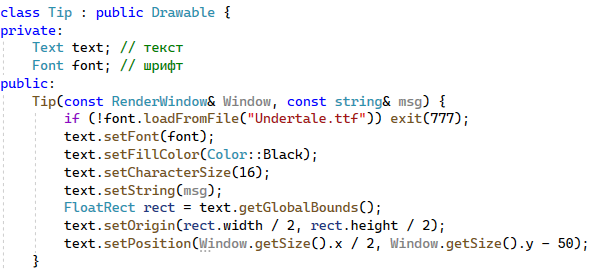 class Tip : public Drawable {
private:
    Text text; // текст
    Font font; // шрифт
public:
    Tip(const RenderWindow& Window, const string& msg) {
        if (!font.loadFromFile("Undertale.ttf")) exit(777);
        text.setFont(font);
        text.setFillColor(Color::Black);
        text.setCharacterSize(16);
        text.setString(msg);
        FloatRect rect = text.getGlobalBounds();
        text.setOrigin(rect.width / 2, rect.height / 2);
        text.setPosition(Window.getSize().x / 2, Window.getSize().y - 50);
    }